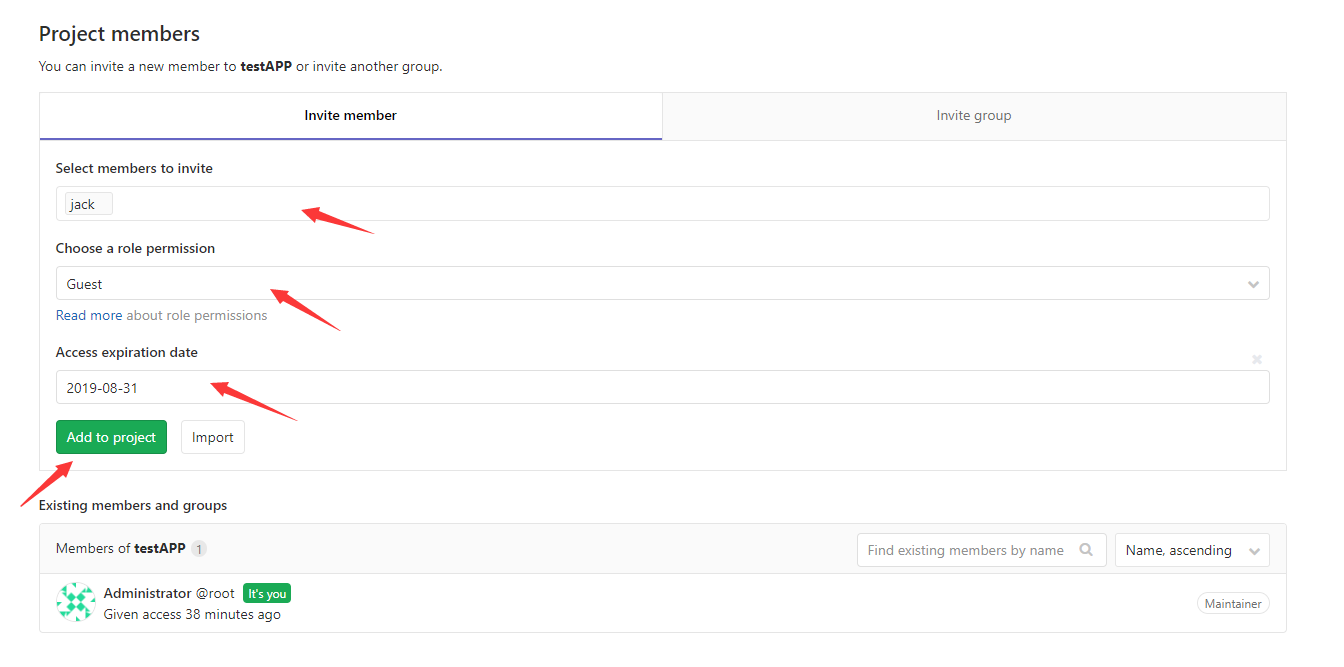 Project members
You can invite a new member to testAPP or invite another group.
Invite member
Invite group
Select members to invite
jack
Choose a role permission
Guest
Read more about role permissions
Access expiration date
2019-08-31
Add to project
Import
Existing members and groups
Members of testAPP 1
Find existing members by name
Name, ascending
Administrator @root It's you
Given access 38 minutes ago
Maintainer